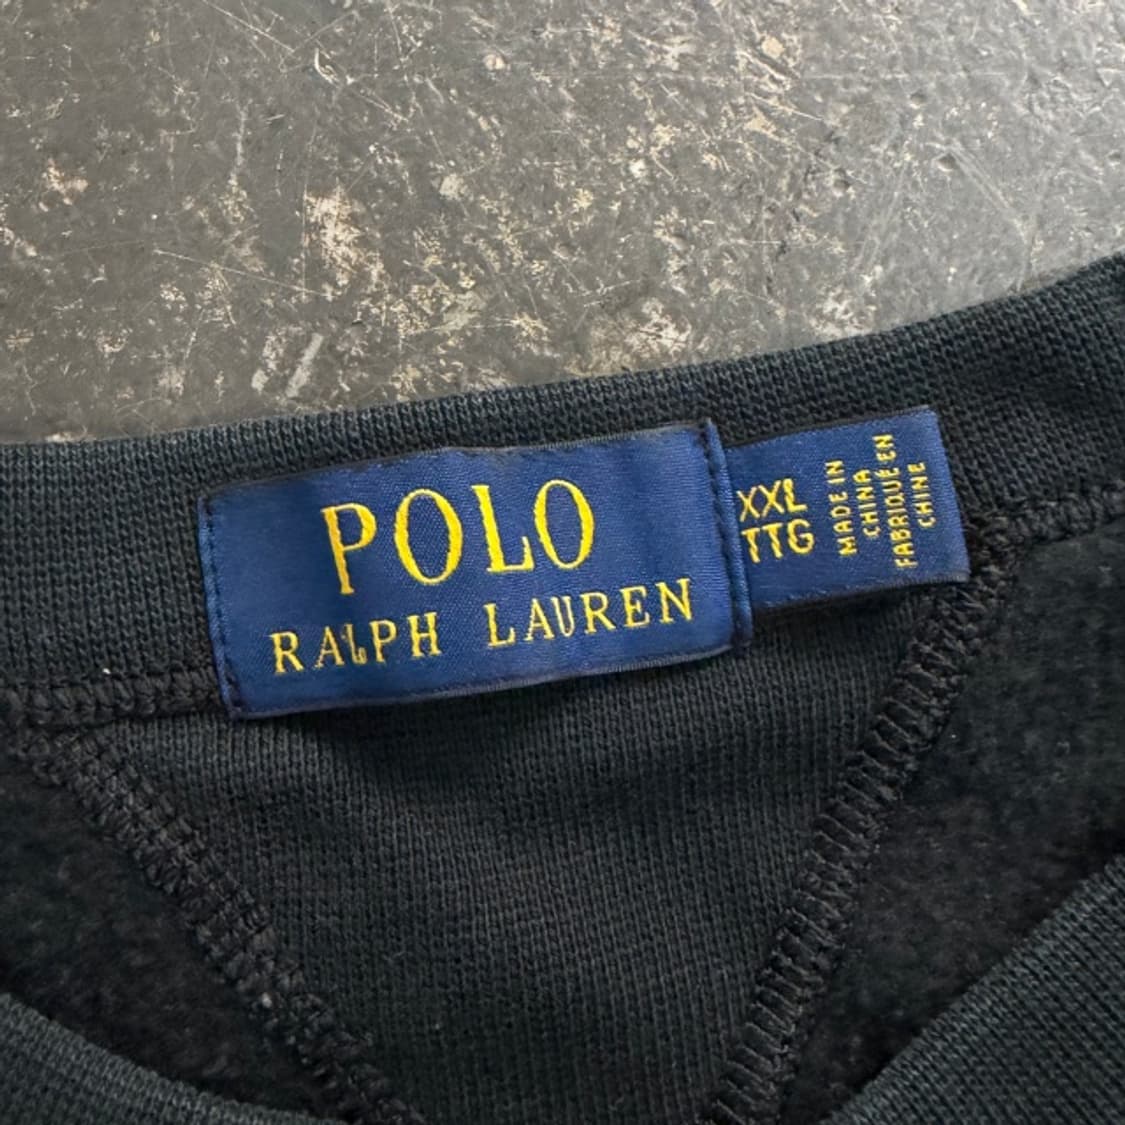 POLO
RALPH LAUREN
XXL
TTG
MADE IN
CHINA
FABRIQUÉ EN
CHINE